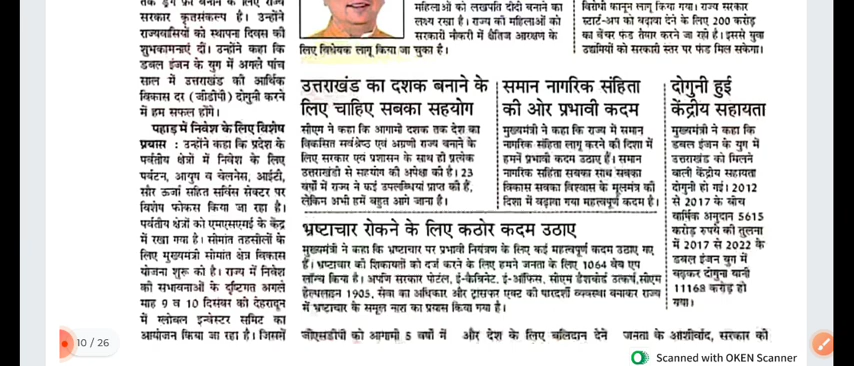 तक ड्रग फ्री बनाने के लिए राज्य
सरकार कृतसंकल्प है। उन्होंने
राज्यवासियों को स्थापना दिवस की
शुभकामनाएं दीं। उन्होंने कहा कि
डबल इंजन के युग में अगले पांच
साल में उत्तराखंड की आर्थिक
विकास दर (जीडीपी) दोगुनी करने
में हम सफल होंगे।
पहाड़ में निवेश के लिए विशेष
प्रयास : उन्होंने कहा कि प्रदेश के
पर्वतीय क्षेत्रों में निवेश के लिए
पर्यटन, आयुष व वेलनेस, आईटी,
सौर ऊर्जा सहित सर्विस सेक्टर पर
विशेष फोकस किया जा रहा है।
पर्वतीय क्षेत्रों को एमएसएमई के केंद्र
में रखा गया है। सीमांत तहसीलों के
लिए मुख्यमंत्री सीमांत क्षेत्र विकास
योजना शुरू की है। राज्य में निवेश
की संभावनाओं के दृष्टिगत अगले
माह 9 व 10 दिसंबर को देहरादून
में ग्लोबल इन्वेस्टर समिट का
आयोजन किया जा रहा है। जिसमें
महिलाओं को लखपति दीदी बनाने का
लक्ष्य रखा है। राज्य की महिलाओं को
सरकारी नौकरी में क्षैतिज आरक्षण के
लिए विधेयक लागू किया जा चुका है।
विरोधी कानून लागू किया गया। राज्य सरकार
स्टार्ट-अप को बढ़ावा देने के लिए 200 करोड़
का वेंचर फंड तैयार करने जा रही है। इससे युवा
उद्यमियों को सरकारी स्तर पर फंड मिल सकेगा।
उत्तराखंड का दशक बनाने के
लिए चाहिए सबका सहयोग
सीएम ने कहा कि आगामी दशक तक देश का
विकसित सर्वश्रेष्ठ एवं अग्रणी राज्य बनाने के
लिए सरकार एवं प्रशासन के साथ ही प्रत्येक
उत्तराखंडी से सहयोग की अपेक्षा की है। 23
वर्षों में राज्य ने कई उपलब्धियां प्राप्त की हैं,
लेकिन अभी हमें बहुत आगे जाना है।
समान नागरिक संहिता
की ओर प्रभावी कदम
मुख्यमंत्री ने कहा कि राज्य में समान
नागरिक संहिता लागू करने की दिशा में
हमने प्रभावी कदम उठाए हैं। समान
नागरिक संहिता सबका साथ सबका
विकास सबका विश्वास के मूलमंत्र की
दिशा में बढ़ाया गया महत्वपूर्ण कदम है।
दोगुनी हुई
केंद्रीय सहायता
मुख्यमंत्री ने कहा कि
डबल इंजन के युग में
उत्तराखंड को मिलने
वाली केंद्रीय सहायता
दोगुनी हो गई। 2012
से 2017 के बीच
वार्षिक अनुदान 5615
करोड़ रुपये की तुलना
में 2017 से 2022 के
डबल इंजन युग में
बढ़कर दोगुना यानी
11168 करोड़ हो
गया।
भ्रष्टाचार रोकने के लिए कठोर कदम उठाए
मुख्यमंत्री ने कहा कि भ्रष्टाचार पर प्रभावी नियंत्रण के लिए कई महत्वपूर्ण कदम उठाए गए
हैं। भ्रष्टाचार की शिकायतों को दर्ज करने के लिए हमने जनता के लिए 1064 वेब एप
लॉन्च किया है। अपणि सरकार पोर्टल, ई-कैबिनेट, ई-ऑफिस, सीएम डैशबोर्ड उत्कर्ष,सीएम
हेल्पलाइन 1905, सेवा का अधिकार और ट्रांसफर एक्ट की पारदर्शी व्यवस्था बनाकर राज्य
में भ्रष्टाचार के समूल नाश का प्रयास किया गया है।
जीएसडीपी को आगामी 5 वर्षों में
और देश के लिए बलिदान देने
जनता के आशीर्वाद, सरकार की
10 / 26
Scanned with OKEN Scanner